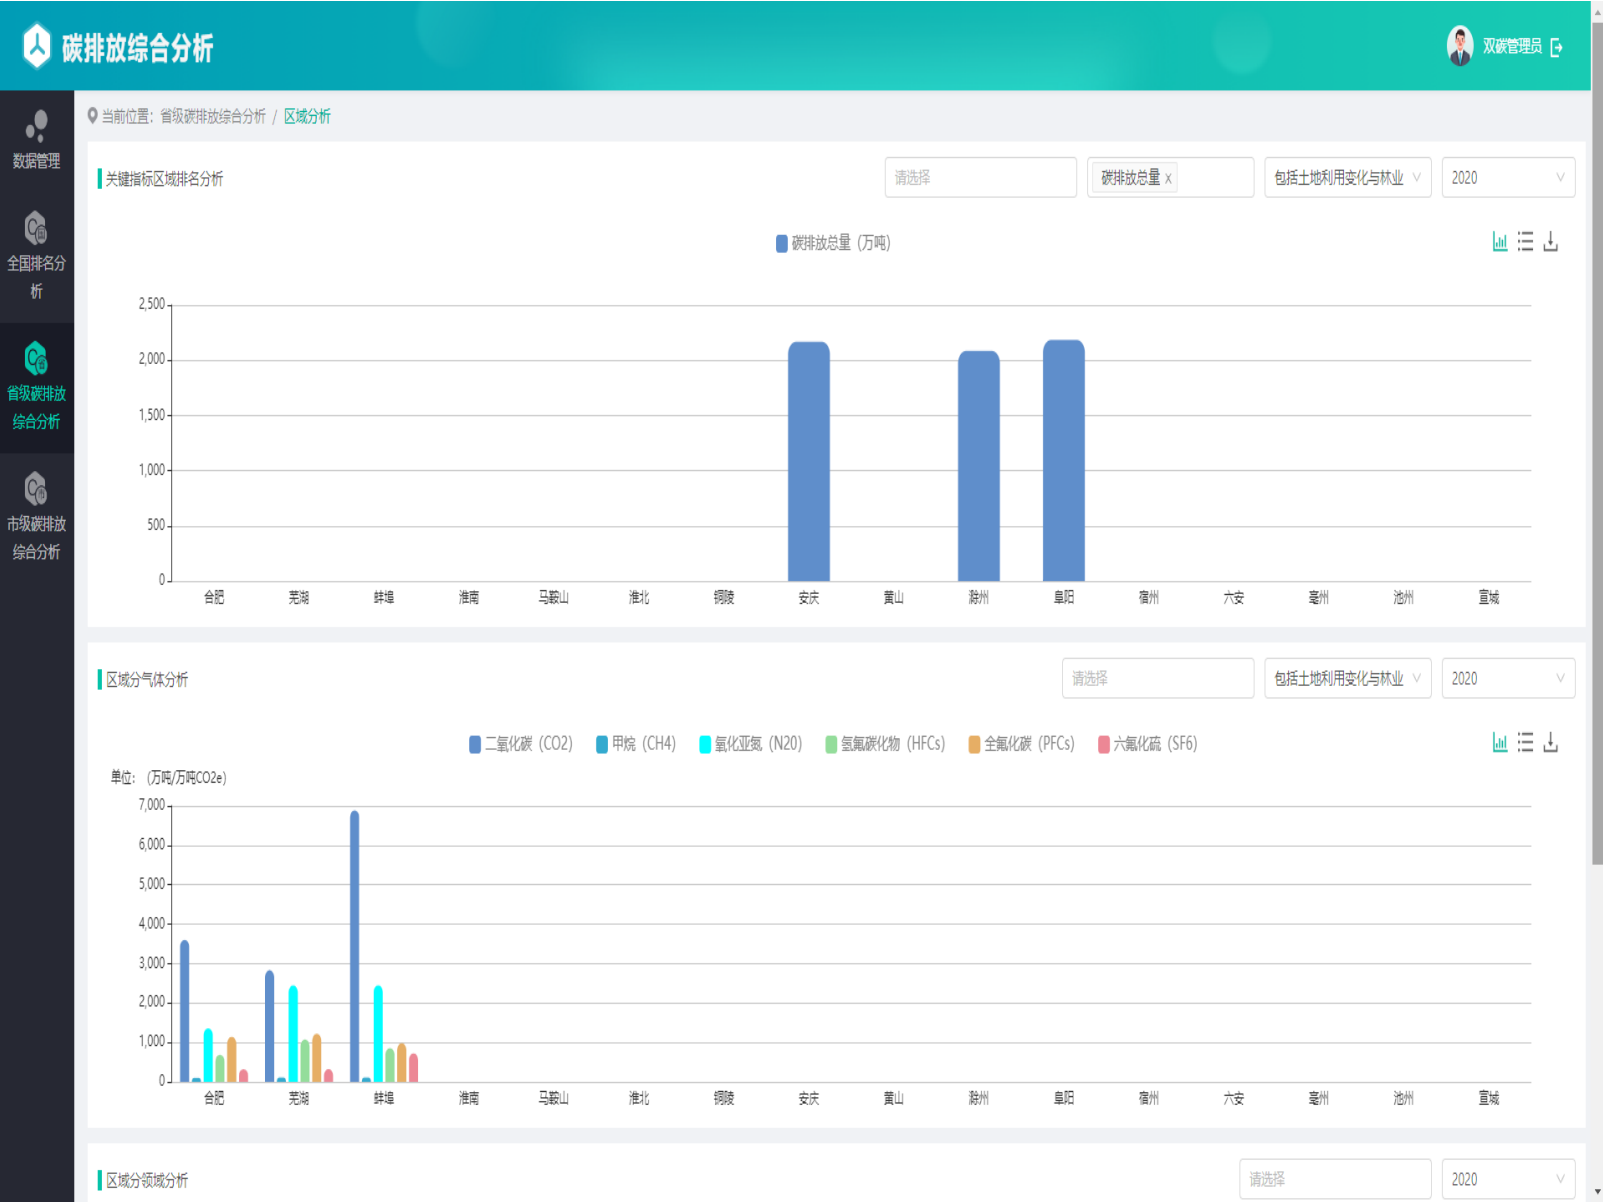 碳排放综合分析
双碳管理员
当前位置：省级碳排放综合分析 / 区域分析
数据管理
全国排名分
析
省级碳排放
综合分析
市级碳排放
综合分析
关键指标区域排名分析
请选择
碳排放总量 x
包括土地利用变化与林业
2020
碳排放总量（万吨）
2,500
2,000
1,500
1,000
500
0
合肥 芜湖 蚌埠 淮南 马鞍山 淮北 铜陵 安庆 黄山 滁州 阜阳 宿州 六安 亳州 池州 宣城
区域分气体分析
请选择
包括土地利用变化与林业
2020
二氧化碳（CO2） 甲烷（CH4） 氧化亚氮（N20） 氢氟碳化物（HFCs） 全氟化碳（PFCs） 六氟化硫（SF6）
单位：（万吨/万吨CO2e）
7,000
6,000
5,000
4,000
3,000
2,000
1,000
0
合肥 芜湖 蚌埠 淮南 马鞍山 淮北 铜陵 安庆 黄山 滁州 阜阳 宿州 六安 亳州 池州 宣城
区域分领域分析
请选择
2020